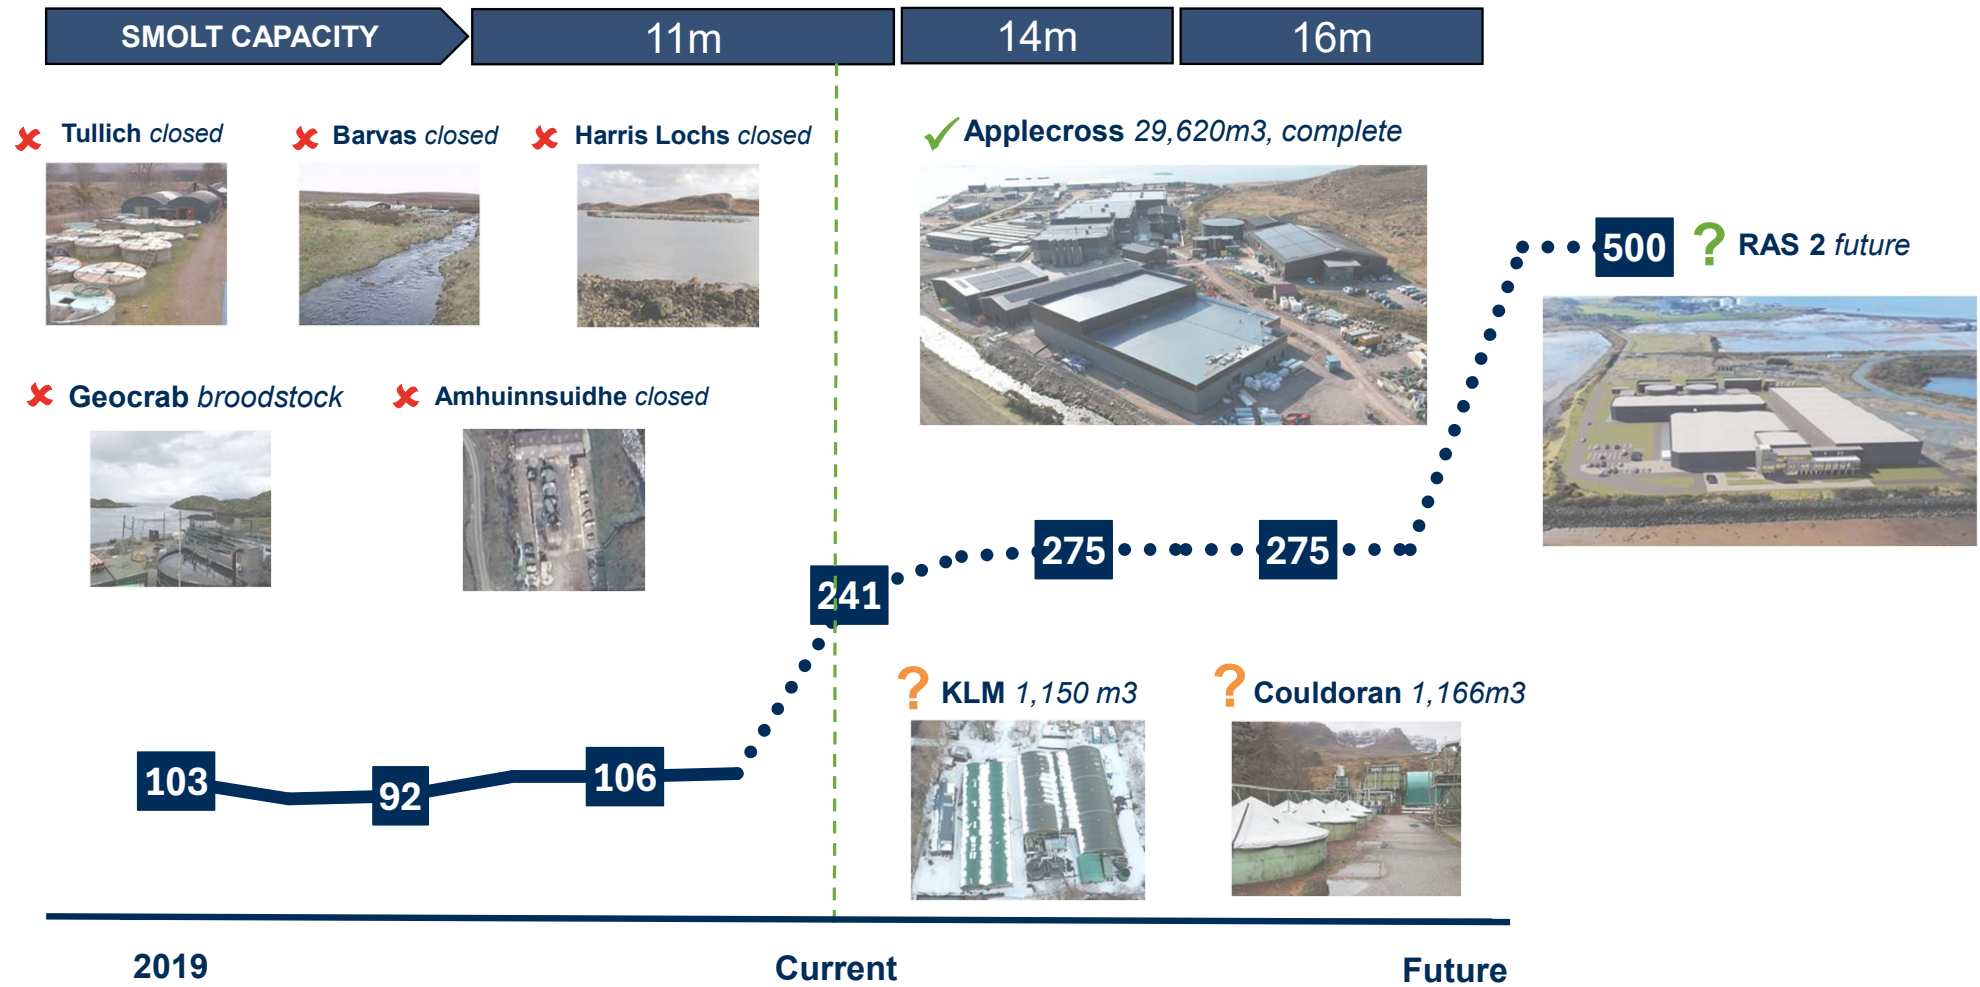 SMOLT CAPACITY
11m
14m
16m
✘ Tullich closed
✘ Barvas closed
✘ Harris Lochs closed
✓ Applecross 29,620m3, complete
500
? RAS 2 future
✘ Geocrab broodstock
✘ Amhuinnsuidhe closed
241
275
275
? KLM 1,150 m3
? Couldoran 1,166m3
103
92
106
2019
Current
Future